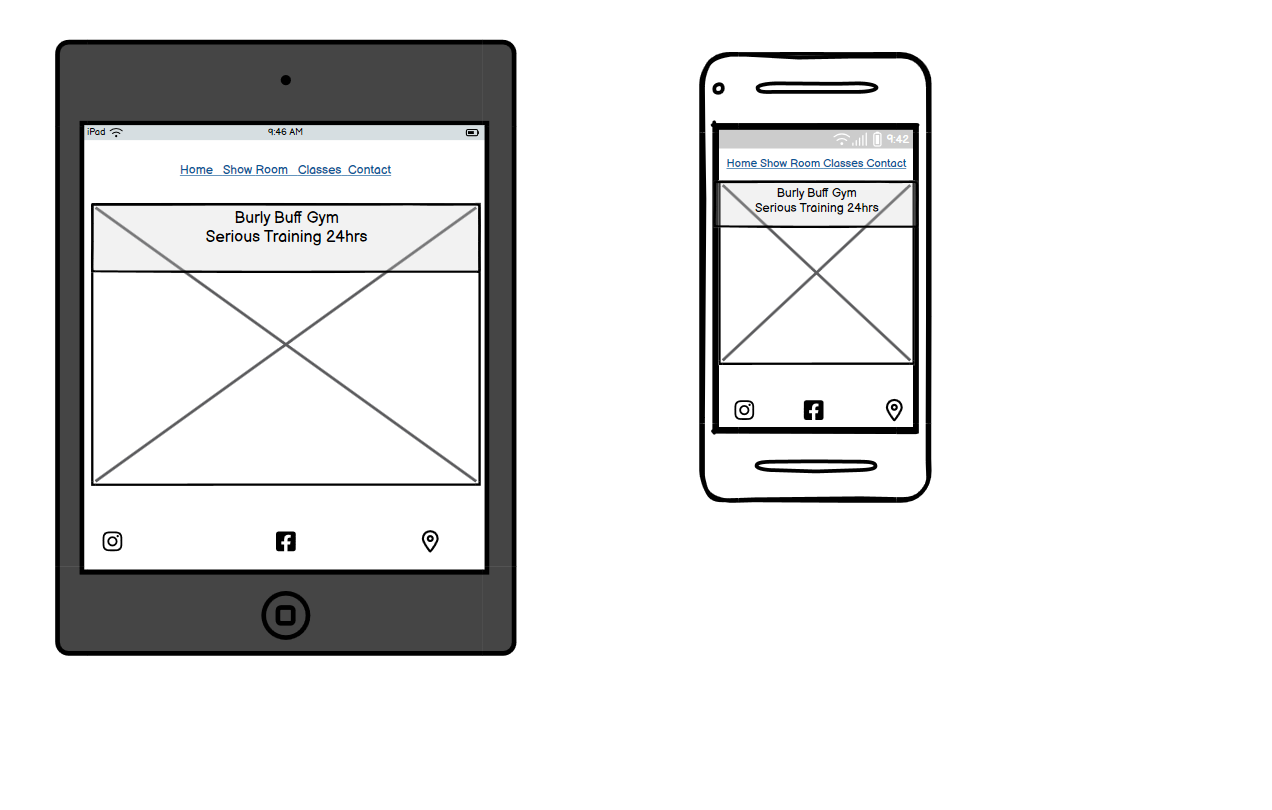 iPad 9:46 AM
Home Show Room Classes Contact
Burly Buff Gym
Serious Training 24hrs
9:42
Home Show Room Classes Contact
Burly Buff Gym
Serious Training 24hrs